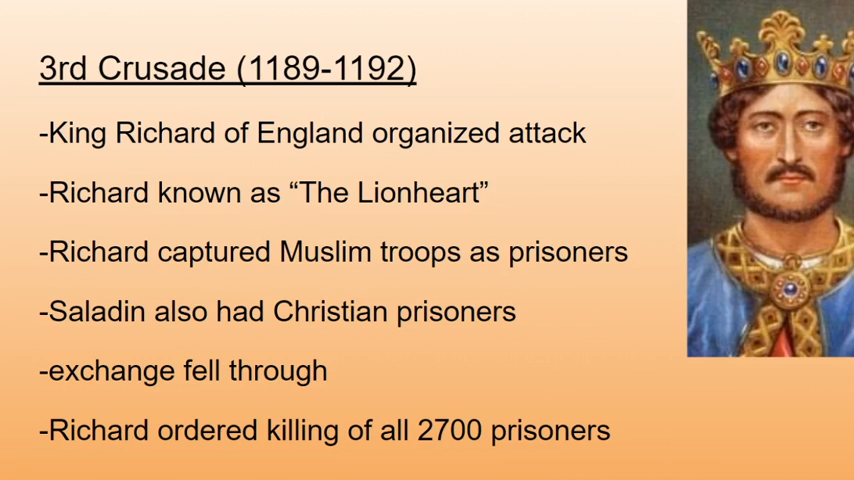 3rd Crusade (1189-1192)
-King Richard of England organized attack
-Richard known as “The Lionheart”
-Richard captured Muslim troops as prisoners
-Saladin also had Christian prisoners
-exchange fell through
-Richard ordered killing of all 2700 prisoners